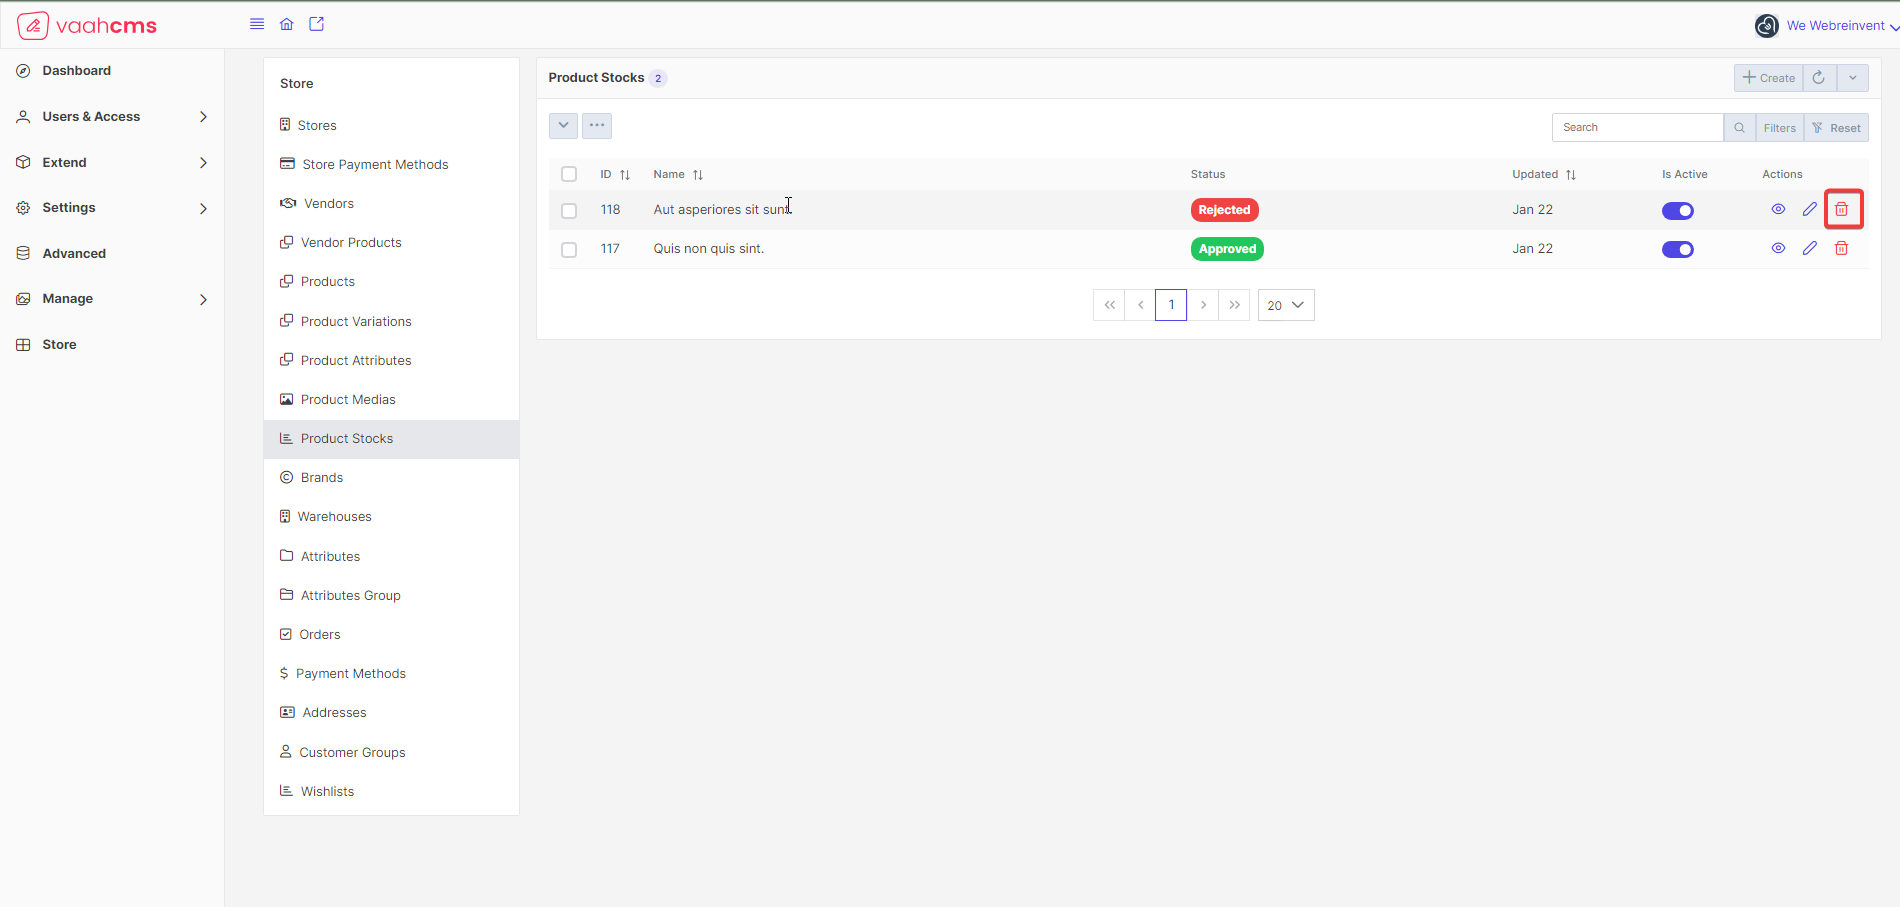 vaahcms
We Webreinvent
Dashboard
Users & Access
Extend
Settings
Advanced
Manage
Store
Store
Stores
Store Payment Methods
Vendors
Vendor Products
Products
Product Variations
Product Attributes
Product Medias
Product Stocks
Brands
Warehouses
Attributes
Attributes Group
Orders
Payment Methods
Addresses
Customer Groups
Wishlists
Product Stocks 2
Create
Search Filters Reset
ID Name Status Updated Is Active Actions
118 Aut asperiores sit sunt. Rejected Jan 22
117 Quis non quis sint. Approved Jan 22
1 20